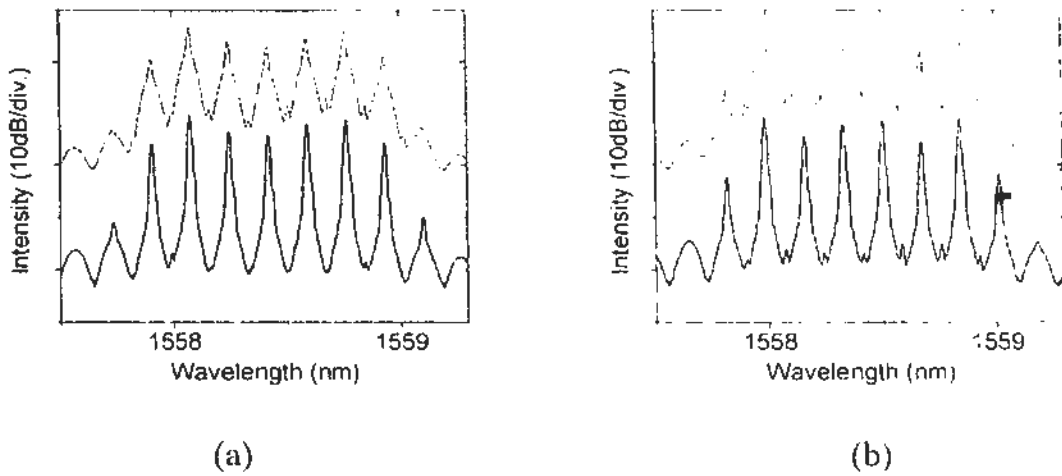 Intensity (10dB/div.)
1558
1559
Wavelength (nm)
(a)
Intensity (10dB/div )
1558
1559
Wavelength (nm)
(b)